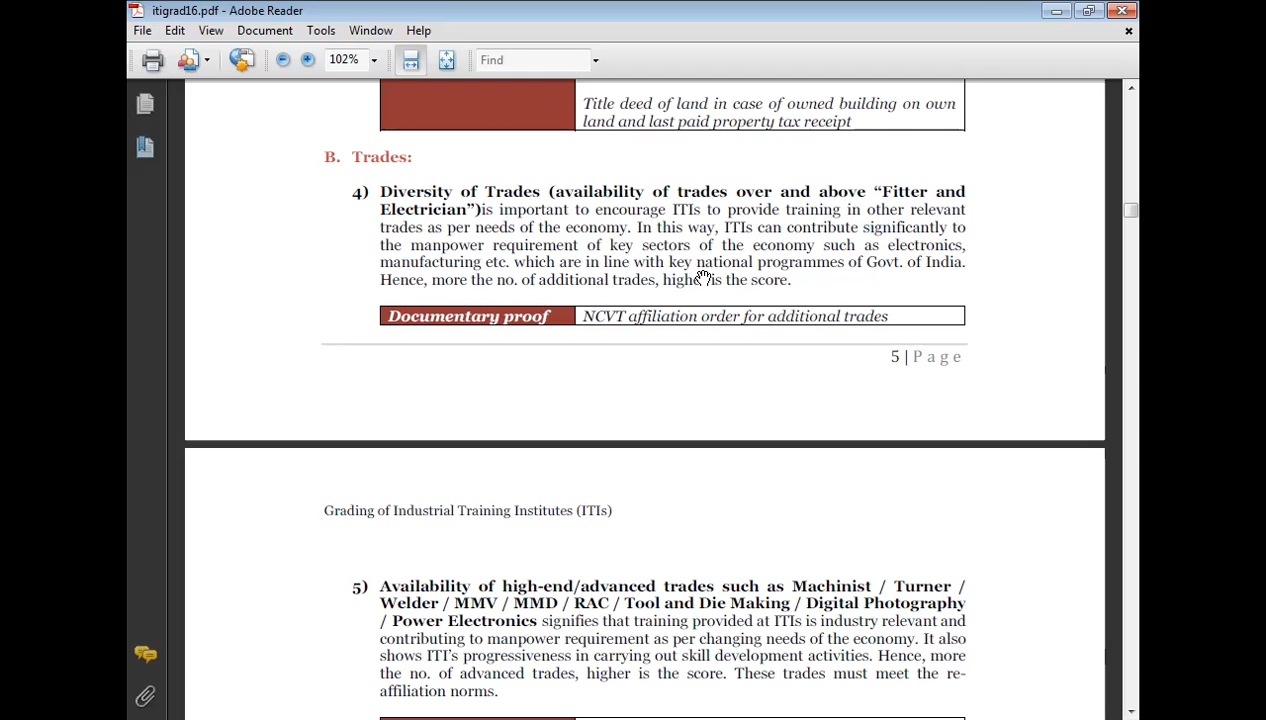 itigrad16.pdf - Adobe Reader
File Edit View Document Tools Window Help
102% Find
Title deed of land in case of owned building on own
land and last paid property tax receipt
B. Trades:
4) Diversity of Trades (availability of trades over and above “Fitter and
Electrician”)is important to encourage ITIs to provide training in other relevant
trades as per needs of the economy. In this way, ITIs can contribute significantly to
the manpower requirement of key sectors of the economy such as electronics,
manufacturing etc. which are in line with key national programmes of Govt. of India.
Hence, more the no. of additional trades, higher is the score.
Documentary proof NCVT affiliation order for additional trades
5 | Page
Grading of Industrial Training Institutes (ITIs)
5) Availability of high-end/advanced trades such as Machinist / Turner /
Welder / MMV / MMD / RAC / Tool and Die Making / Digital Photography
/ Power Electronics signifies that training provided at ITIs is industry relevant and
contributing to manpower requirement as per changing needs of the economy. It also
shows ITI’s progressiveness in carrying out skill development activities. Hence, more
the no. of advanced trades, higher is the score. These trades must meet the re-
affiliation norms.